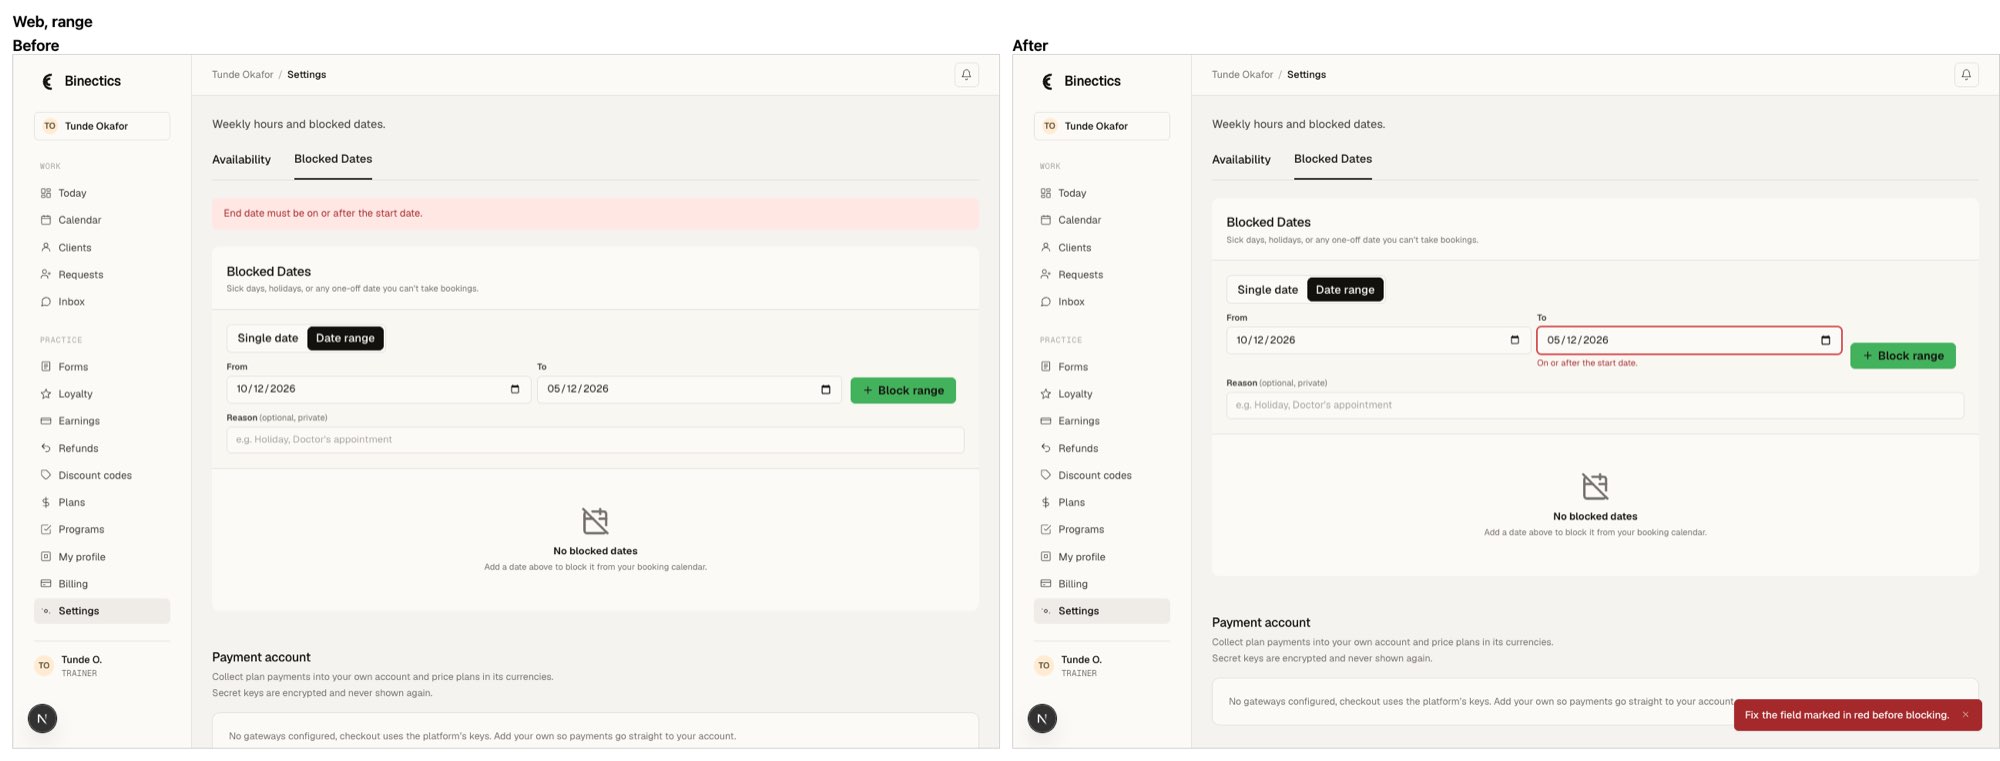 Web, range
Before
Binectics
TO Tunde Okafor
WORK
Today
Calendar
Clients
Requests
Inbox
PRACTICE
Forms
Loyalty
Earnings
Refunds
Discount codes
Plans
Programs
My profile
Billing
Settings
TO Tunde O.
TRAINER
N
Tunde Okafor / Settings
Weekly hours and blocked dates.
Availability Blocked Dates
End date must be on or after the start date.
Blocked Dates
Sick days, holidays, or any one-off date you can't take bookings.
Single date Date range
From To
10/12/2026 05/12/2026 + Block range
Reason (optional, private)
e.g. Holiday, Doctor's appointment
No blocked dates
Add a date above to block it from your booking calendar.
Payment account
Collect plan payments into your own account and price plans in its currencies.
Secret keys are encrypted and never shown again.
No gateways configured, checkout uses the platform's keys. Add your own so payments go straight to your account.
After
Binectics
TO Tunde Okafor
WORK
Today
Calendar
Clients
Requests
Inbox
PRACTICE
Forms
Loyalty
Earnings
Refunds
Discount codes
Plans
Programs
My profile
Billing
Settings
TO Tunde O.
TRAINER
N
Tunde Okafor / Settings
Weekly hours and blocked dates.
Availability Blocked Dates
Blocked Dates
Sick days, holidays, or any one-off date you can't take bookings.
Single date Date range
From To
10/12/2026 05/12/2026 + Block range
On or after the start date.
Reason (optional, private)
e.g. Holiday, Doctor's appointment
No blocked dates
Add a date above to block it from your booking calendar.
Payment account
Collect plan payments into your own account and price plans in its currencies.
Secret keys are encrypted and never shown again.
No gateways configured, checkout uses the platform's keys. Add your own so payments go straight to your account
Fix the field marked in red before blocking. ×